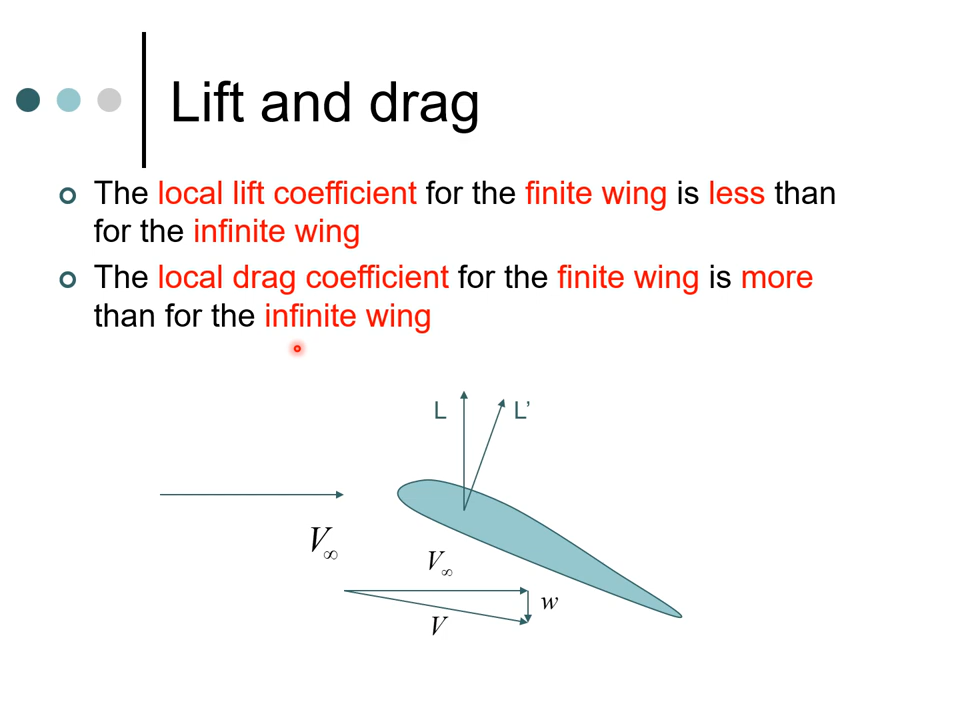 Lift and drag
The local lift coefficient for the finite wing is less than
for the infinite wing
The local drag coefficient for the finite wing is more
than for the infinite wing
L L’
V∞
V∞
w
V